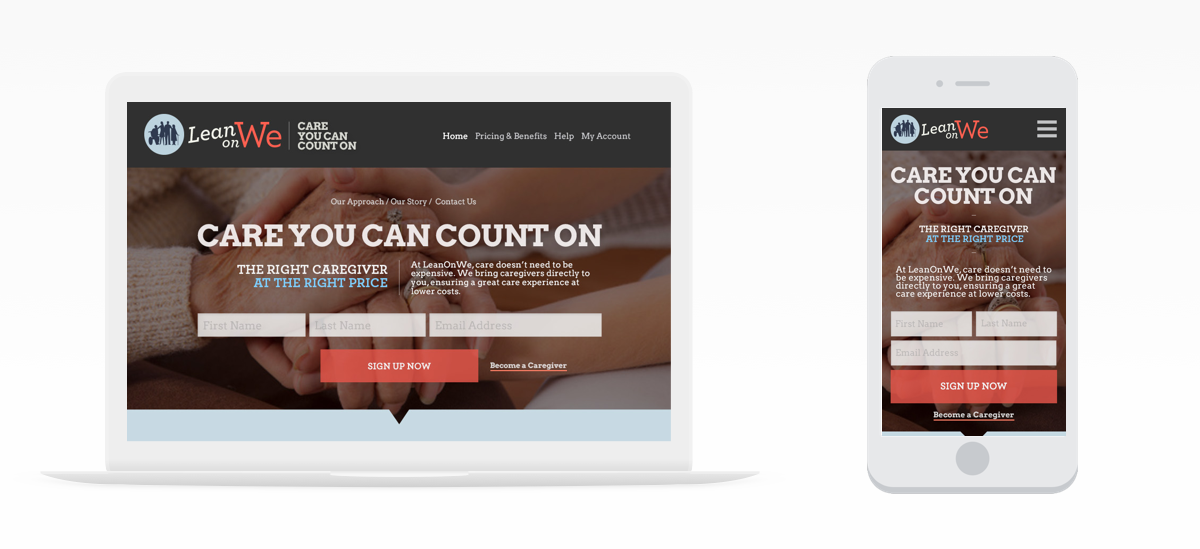 Lean
on We
CARE
YOU CAN
COUNT ON
Home Pricing & Benefits Help My Account
Our Approach / Our Story / Contact Us
CARE YOU CAN COUNT ON
THE RIGHT CAREGIVER
AT THE RIGHT PRICE
At LeanOnWe, care doesn't need to be
expensive. We bring caregivers directly to
you, ensuring a great care experience at
lower costs.
First Name Last Name Email Address
SIGN UP NOW Become a Caregiver
Lean
on We
CARE YOU CAN
COUNT ON
THE RIGHT CAREGIVER
AT THE RIGHT PRICE
At LeanOnWe, care doesn't need to
be expensive. We bring caregivers
directly to you, ensuring a great
care experience at lower costs.
First Name Last Name
Email Address
SIGN UP NOW
Become a Caregiver